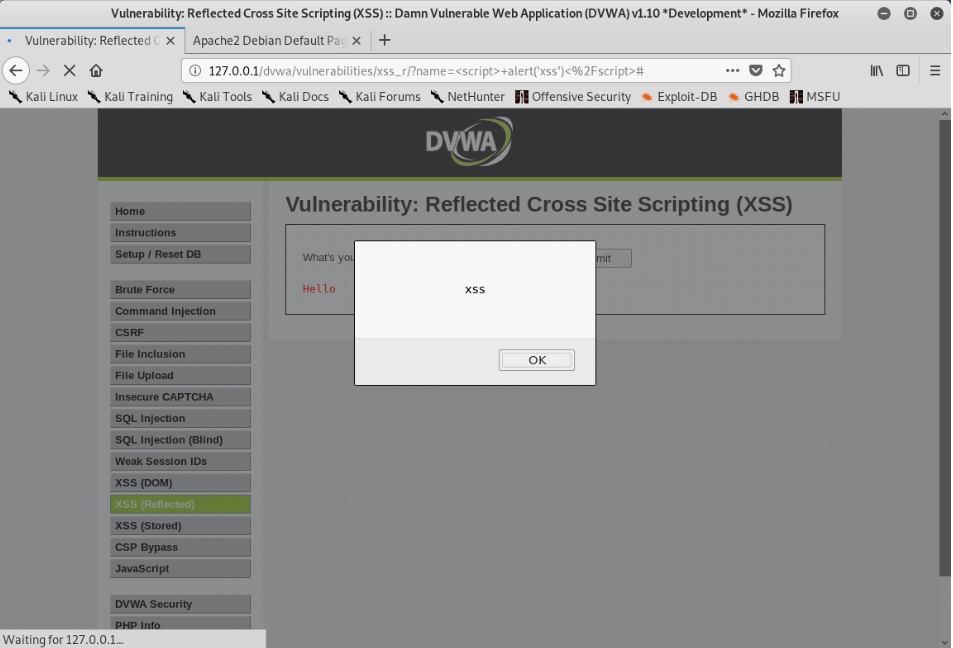 Vulnerability: Reflected Cross Site Scripting (XSS) :: Damn Vulnerable Web Application (DVWA) v1.10 *Development* - Mozilla Firefox
Vulnerability: Reflected C Apache2 Debian Default Pag
127.0.0.1/dvwa/vulnerabilities/xss_r/?name=<script>+alert('xss')<%2Fscript>#
Kali Linux Kali Training Kali Tools Kali Docs Kali Forums NetHunter Offensive Security Exploit-DB GHDB MSFU
DVWA
Vulnerability: Reflected Cross Site Scripting (XSS)
What's you
mit
Hello
xss
OK
Home
Instructions
Setup / Reset DB
Brute Force
Command Injection
CSRF
File Inclusion
File Upload
Insecure CAPTCHA
SQL Injection
SQL Injection (Blind)
Weak Session IDs
XSS (DOM)
XSS (Reflected)
XSS (Stored)
CSP Bypass
JavaScript
DVWA Security
PHP Info
Waiting for 127.0.0.1...